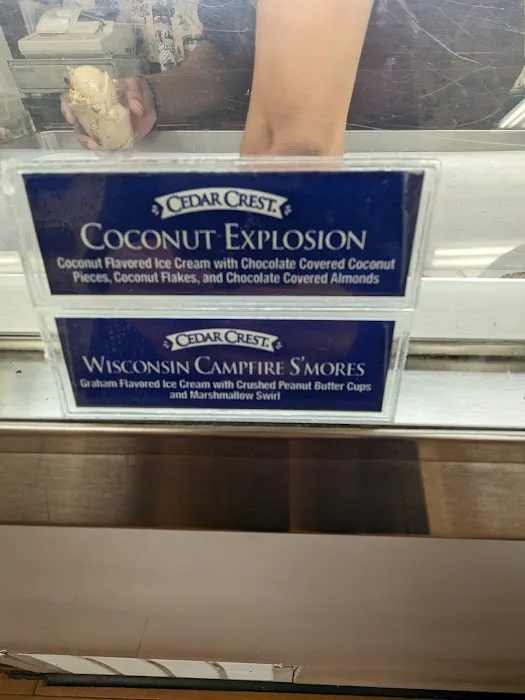 CEDAR CREST.
COCONUT EXPLOSION
Coconut Flavored Ice Cream with Chocolate Covered Coconut
Pieces, Coconut Flakes, and Chocolate Covered Almonds
CEDAR CREST.
WISCONSIN CAMPFIRE S'MORES
Graham Flavored Ice Cream with Crushed Peanut Butter Cups
and Marshmallow Swirl